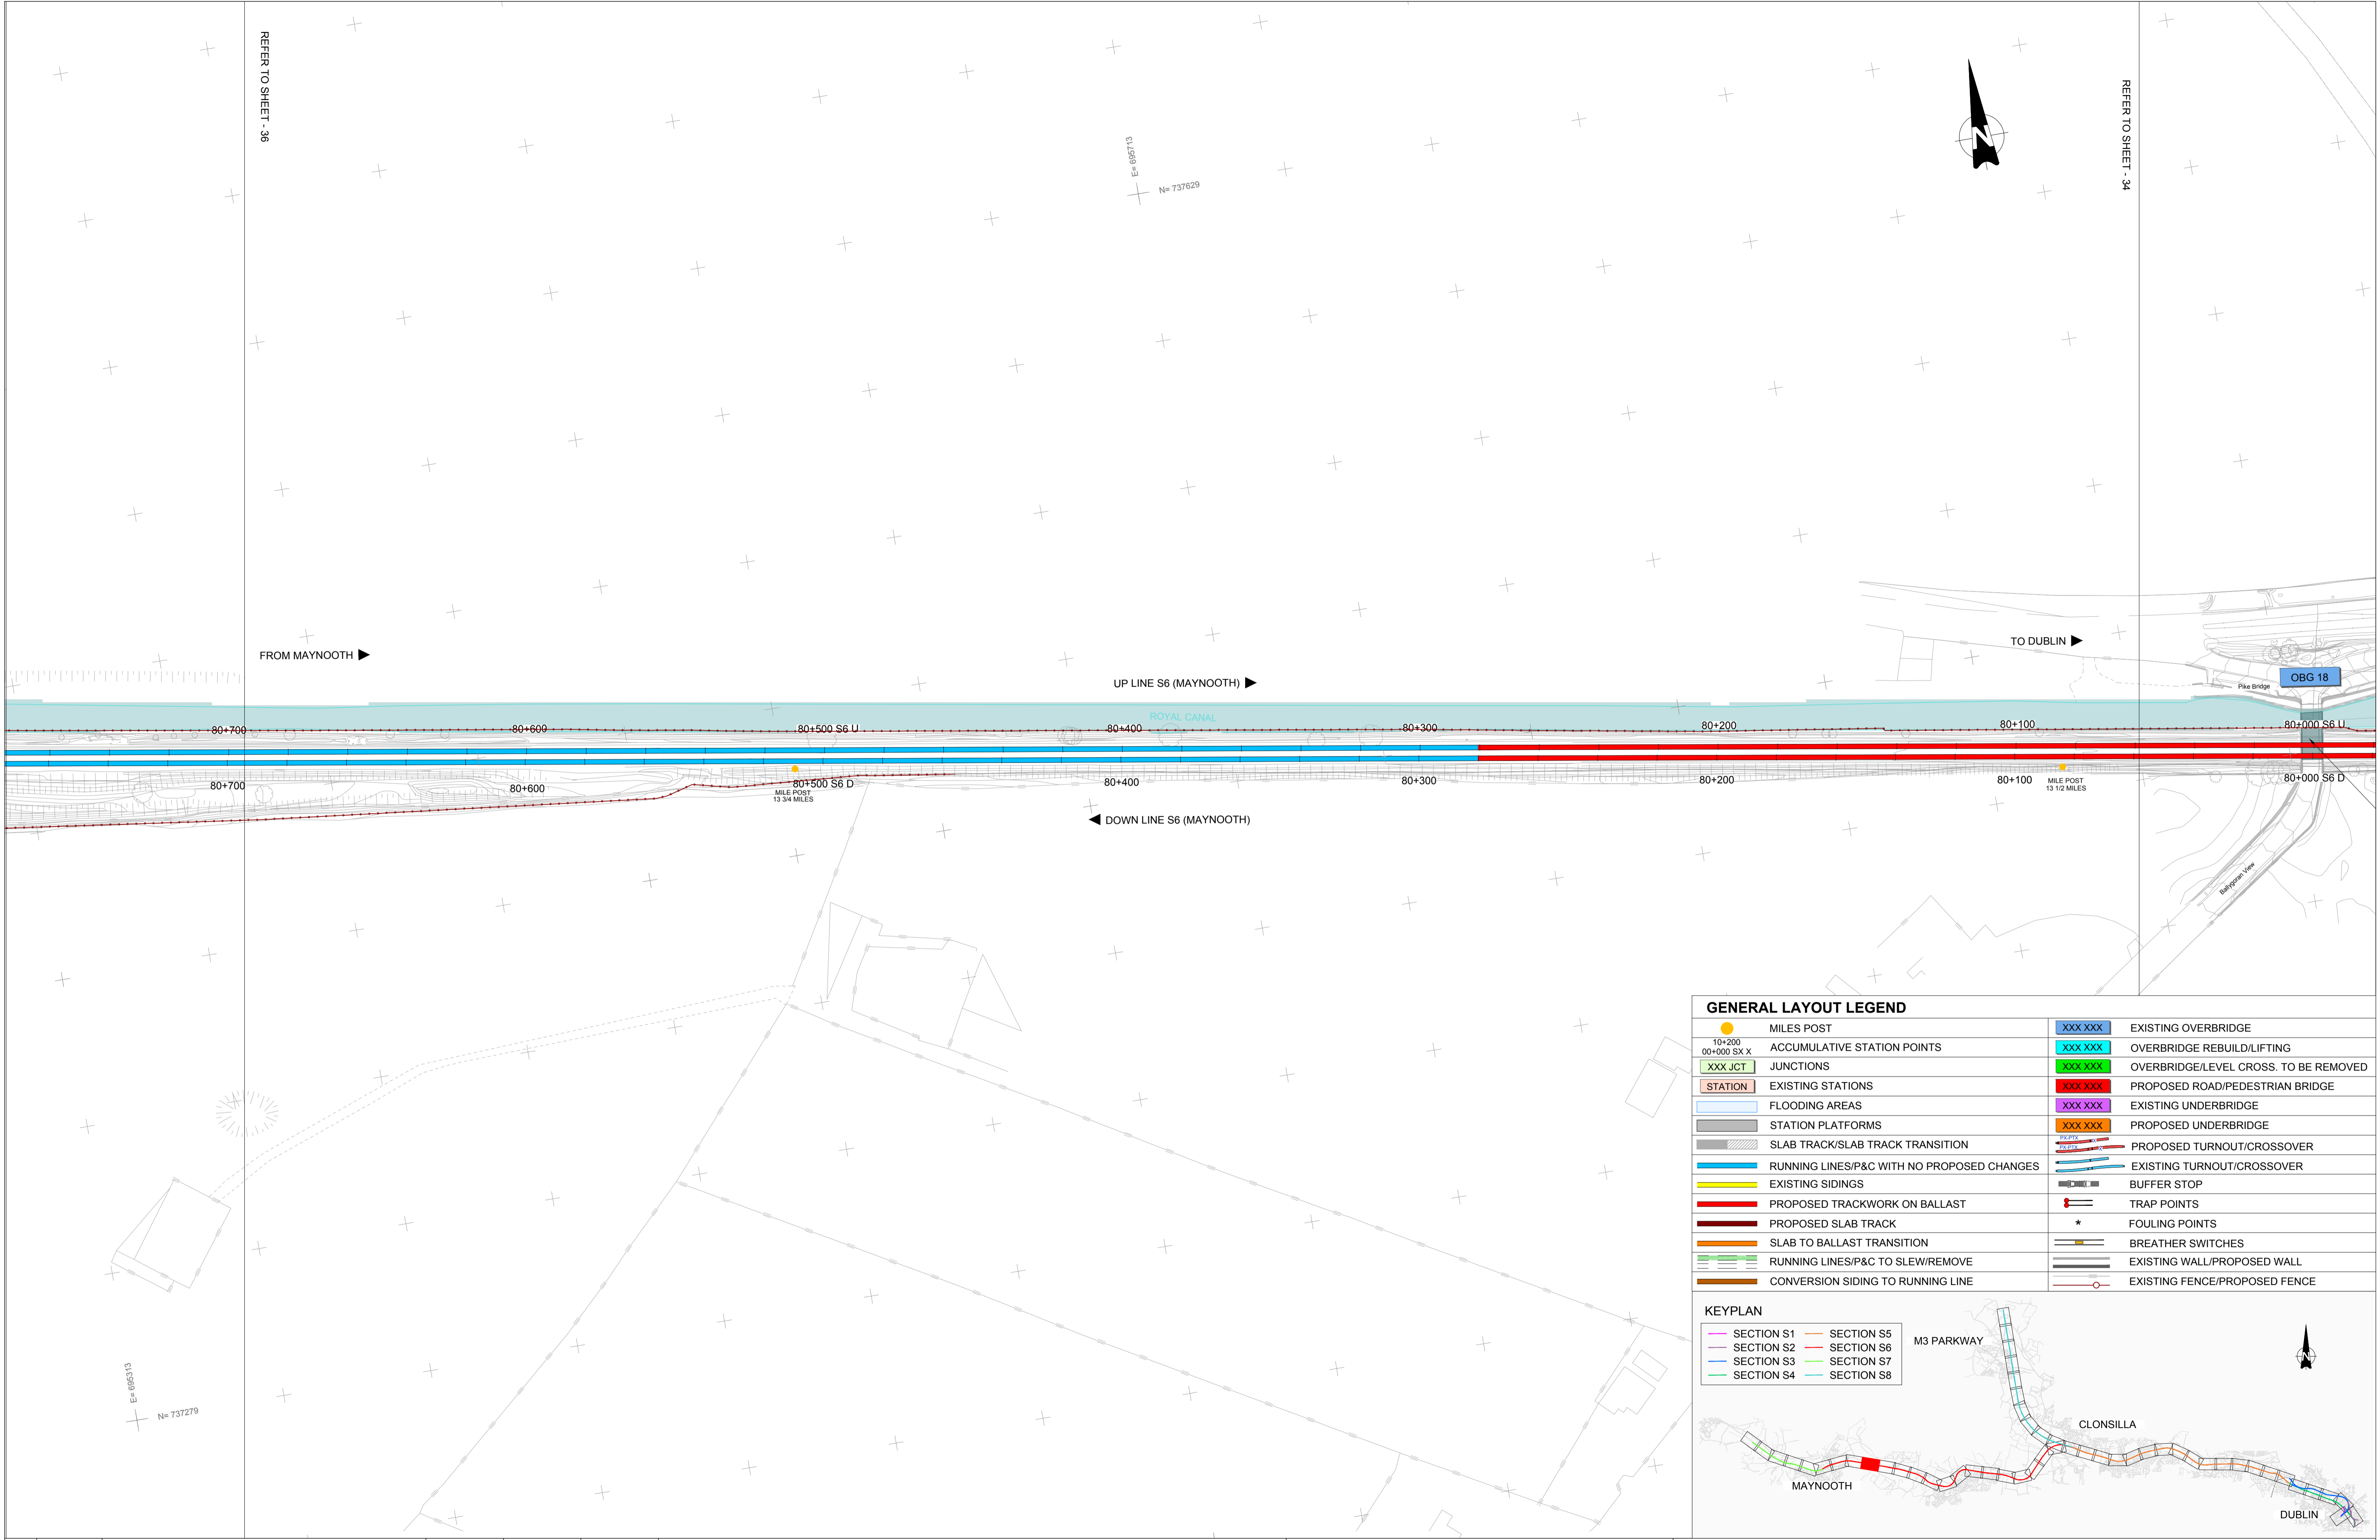 REFER TO SHEET - 36
REFER TO SHEET - 34
E= 695713
N= 737629
N
FROM MAYNOOTH
TO DUBLIN
UP LINE S6 (MAYNOOTH)
OBG 18
Pike Bridge
ROYAL CANAL
80+700
80+600
80+500 S6 U
80+400
80+300
80+200
80+100
80+000 S6 U
80+700
80+600
80+500 S6 D
80+400
80+300
80+200
80+100
80+000 S6 D
MILE POST
13 3/4 MILES
MILE POST
13 1/2 MILES
DOWN LINE S6 (MAYNOOTH)
Ballygoran View
E= 695313
N= 737279
GENERAL LAYOUT LEGEND
MILES POST
10+200
00+000 SX X
ACCUMULATIVE STATION POINTS
XXX JCT JUNCTIONS
STATION EXISTING STATIONS
FLOODING AREAS
STATION PLATFORMS
SLAB TRACK/SLAB TRACK TRANSITION
RUNNING LINES/P&C WITH NO PROPOSED CHANGES
EXISTING SIDINGS
PROPOSED TRACKWORK ON BALLAST
PROPOSED SLAB TRACK
SLAB TO BALLAST TRANSITION
RUNNING LINES/P&C TO SLEW/REMOVE
CONVERSION SIDING TO RUNNING LINE
XXX XXX EXISTING OVERBRIDGE
XXX XXX OVERBRIDGE REBUILD/LIFTING
XXX XXX OVERBRIDGE/LEVEL CROSS. TO BE REMOVED
XXX XXX PROPOSED ROAD/PEDESTRIAN BRIDGE
XXX XXX EXISTING UNDERBRIDGE
XXX XXX PROPOSED UNDERBRIDGE
PX-PTX
PX-PTX
PROPOSED TURNOUT/CROSSOVER
EXISTING TURNOUT/CROSSOVER
BUFFER STOP
TRAP POINTS
* FOULING POINTS
BREATHER SWITCHES
EXISTING WALL/PROPOSED WALL
EXISTING FENCE/PROPOSED FENCE
KEYPLAN
SECTION S1 SECTION S5
SECTION S2 SECTION S6
SECTION S3 SECTION S7
SECTION S4 SECTION S8
M3 PARKWAY
N
CLONSILLA
MAYNOOTH
DUBLIN